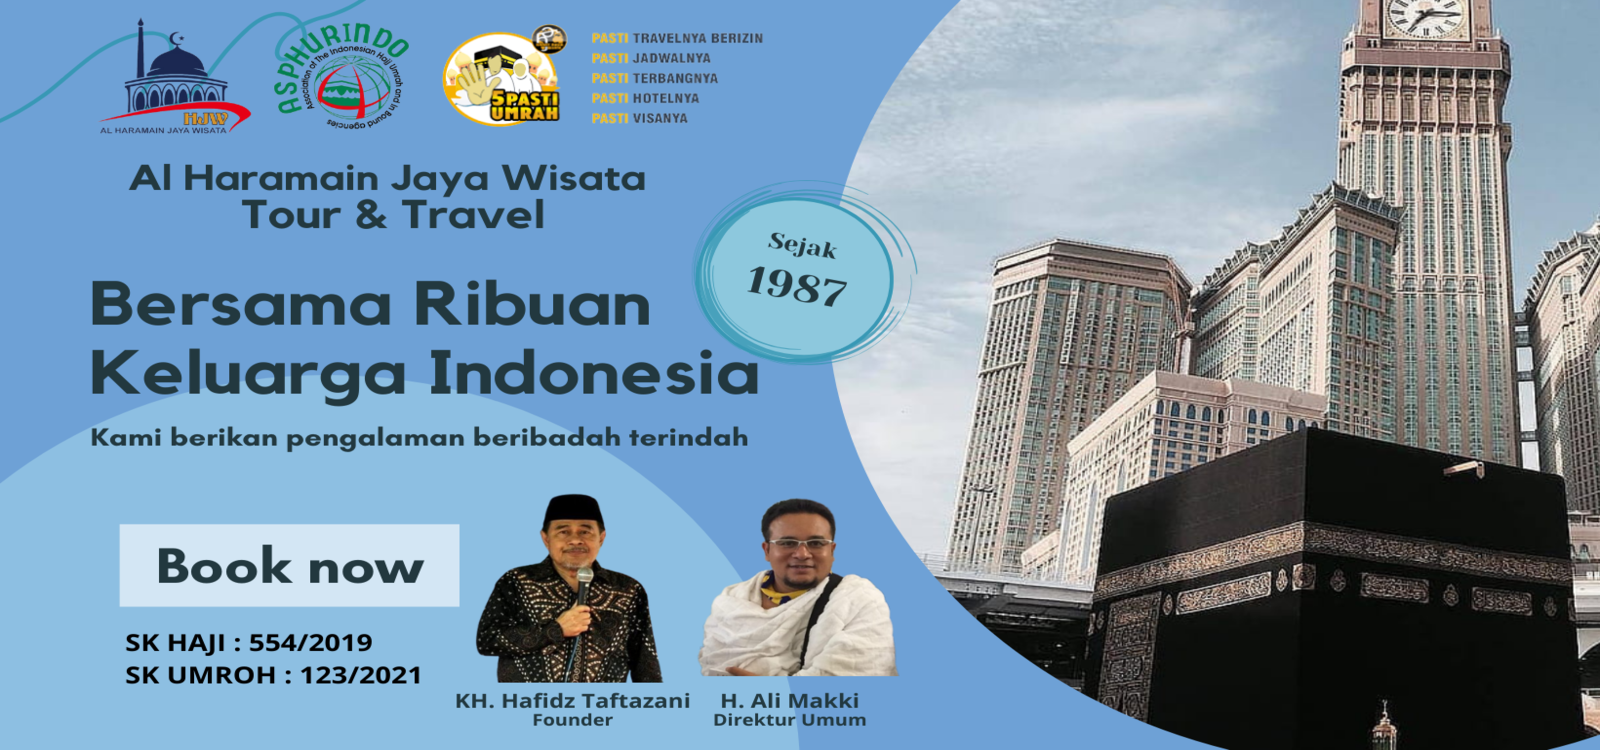 HJW
AL HARAMAIN JAYA WISATA
ASPHURINDO
Association of The Indonesian Hajj Umrah and In Bound agencies
5 PASTI
UMRAH
PASTI TRAVELNYA BERIZIN
PASTI JADWALNYA
PASTI TERBANGNYA
PASTI HOTELNYA
PASTI VISANYA
Al Haramain Jaya Wisata
Tour & Travel
Sejak
1987
Bersama Ribuan
Keluarga Indonesia
Kami berikan pengalaman beribadah terindah
Book now
SK HAJI : 554/2019
SK UMROH : 123/2021
KH. Hafidz Taftazani
Founder
H. Ali Makki
Direktur Umum